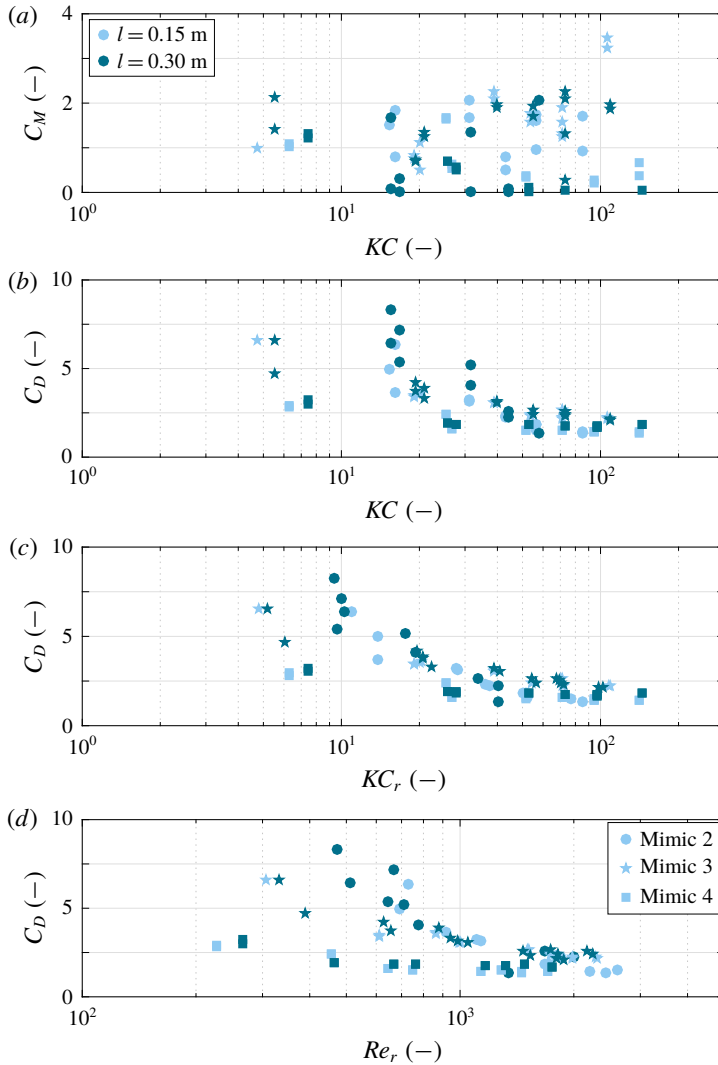 (a)
4
2
0
C_M (−)
l = 0.15 m
l = 0.30 m
10^0 10^1 10^2
KC (−)
(b)
10
5
0
C_D (−)
10^0 10^1 10^2
KC (−)
(c)
10
5
0
C_D (−)
10^0 10^1 10^2
KC_r (−)
(d)
10
5
0
C_D (−)
Mimic 2
Mimic 3
Mimic 4
10^2 10^3
Re_r (−)